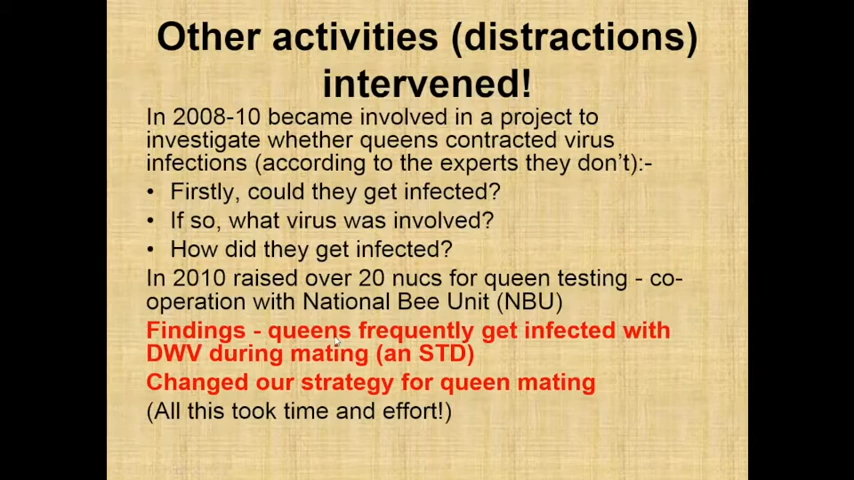 Other activities (distractions)
intervened!
In 2008-10 became involved in a project to
investigate whether queens contracted virus
infections (according to the experts they don't):-
• Firstly, could they get infected?
• If so, what virus was involved?
• How did they get infected?
In 2010 raised over 20 nucs for queen testing - co-
operation with National Bee Unit (NBU)
Findings - queens frequently get infected with
DWV during mating (an STD)
Changed our strategy for queen mating
(All this took time and effort!)